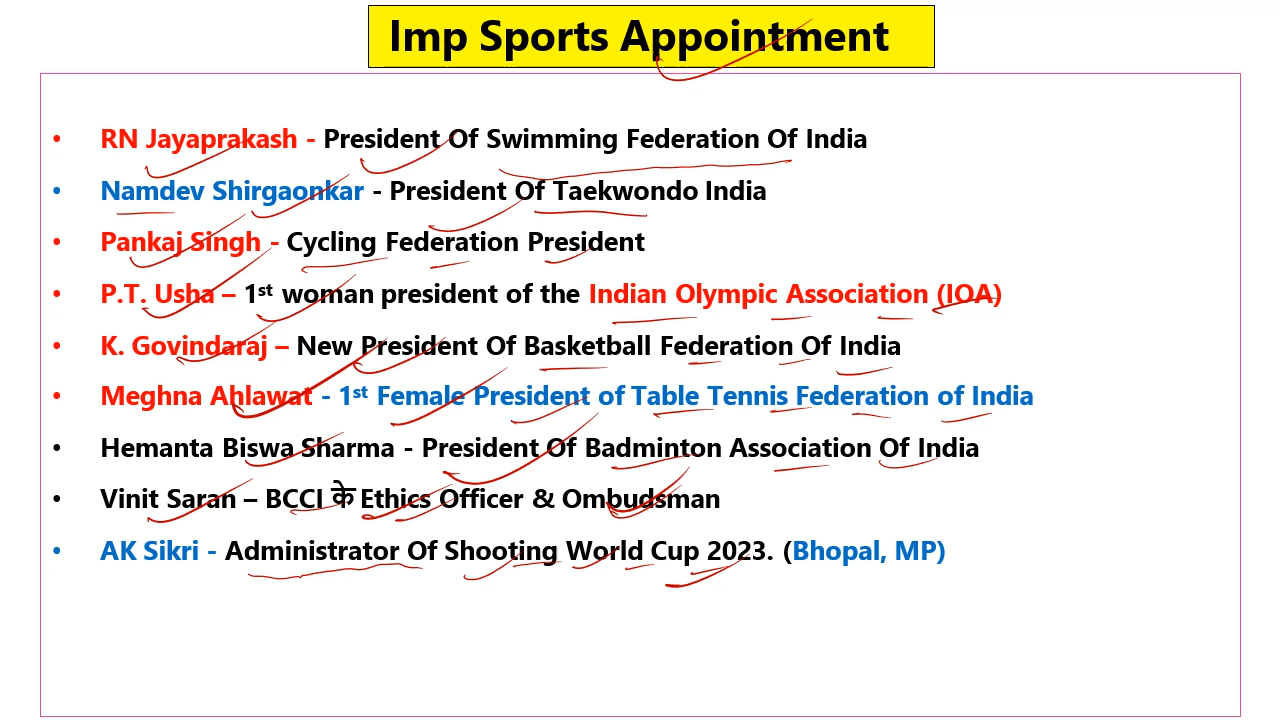 Imp Sports Appointment
• RN Jayaprakash - President Of Swimming Federation Of India
• Namdev Shirgaonkar - President Of Taekwondo India
• Pankaj Singh - Cycling Federation President
• P.T. Usha – 1st woman president of the Indian Olympic Association (IOA)
• K. Govindaraj – New President Of Basketball Federation Of India
• Meghna Ahlawat - 1st Female President of Table Tennis Federation of India
• Hemanta Biswa Sharma - President Of Badminton Association Of India
• Vinit Saran – BCCI के Ethics Officer & Ombudsman
• AK Sikri - Administrator Of Shooting World Cup 2023. (Bhopal, MP)